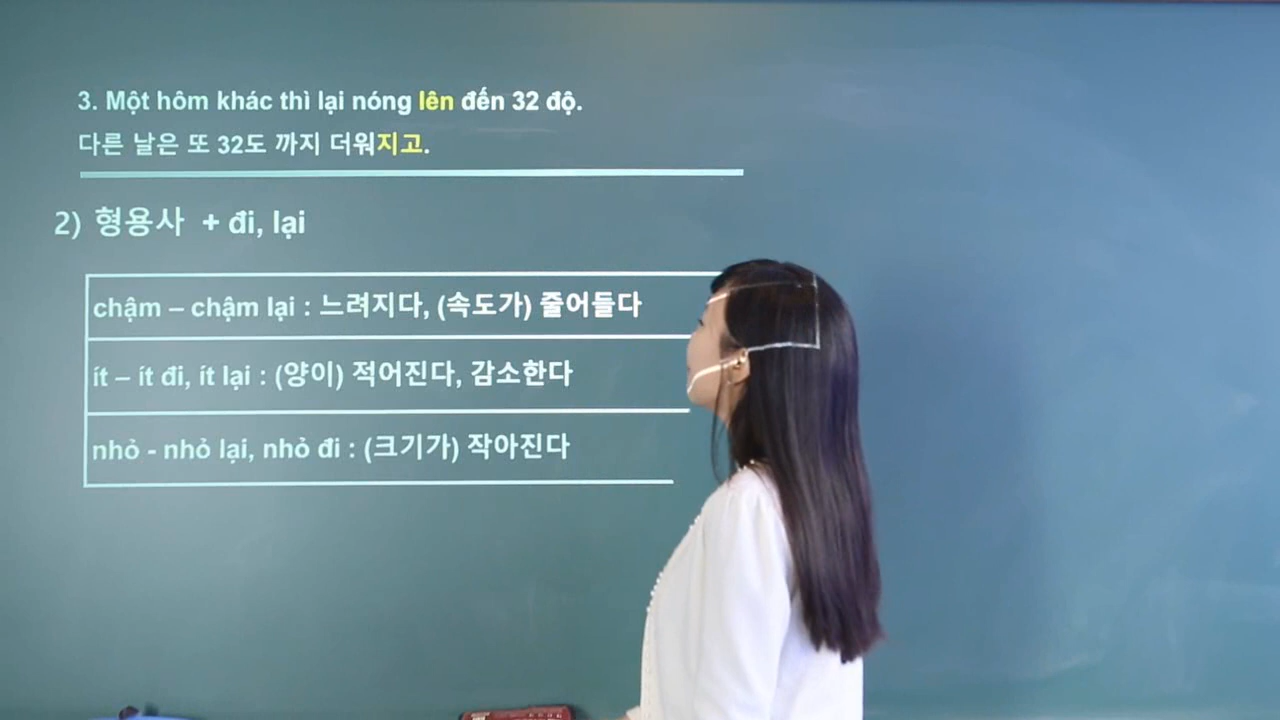 3. Một hôm khác thì lại nóng lên đến 32 độ.
다른 날은 또 32도 까지 더워지고.
2) 형용사 + đi, lại
chậm – chậm lại : 느려지다, (속도가) 줄어들다
ít – ít đi, ít lại : (양이) 적어진다, 감소한다
nhỏ - nhỏ lại, nhỏ đi : (크기가) 작아진다